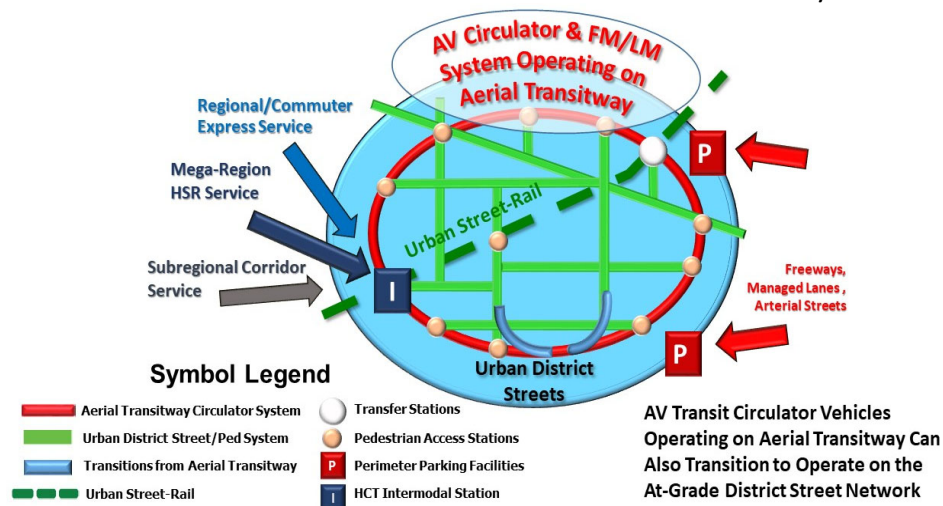 AV Circulator & FM/LM
System Operating on
Aerial Transitway
Regional/Commuter
Express Service
Mega-Region
HSR Service
Subregional Corridor
Service
Urban Street-Rail
P
I
P
Freeways,
Managed Lanes ,
Arterial Streets
Urban District
Streets
Symbol Legend
Aerial Transitway Circulator System
Urban District Street/Ped System
Transitions from Aerial Transitway
Urban Street-Rail
Transfer Stations
Pedestrian Access Stations
P Perimeter Parking Facilities
I HCT Intermodal Station
AV Transit Circulator Vehicles
Operating on Aerial Transitway Can
Also Transition to Operate on the
At-Grade District Street Network